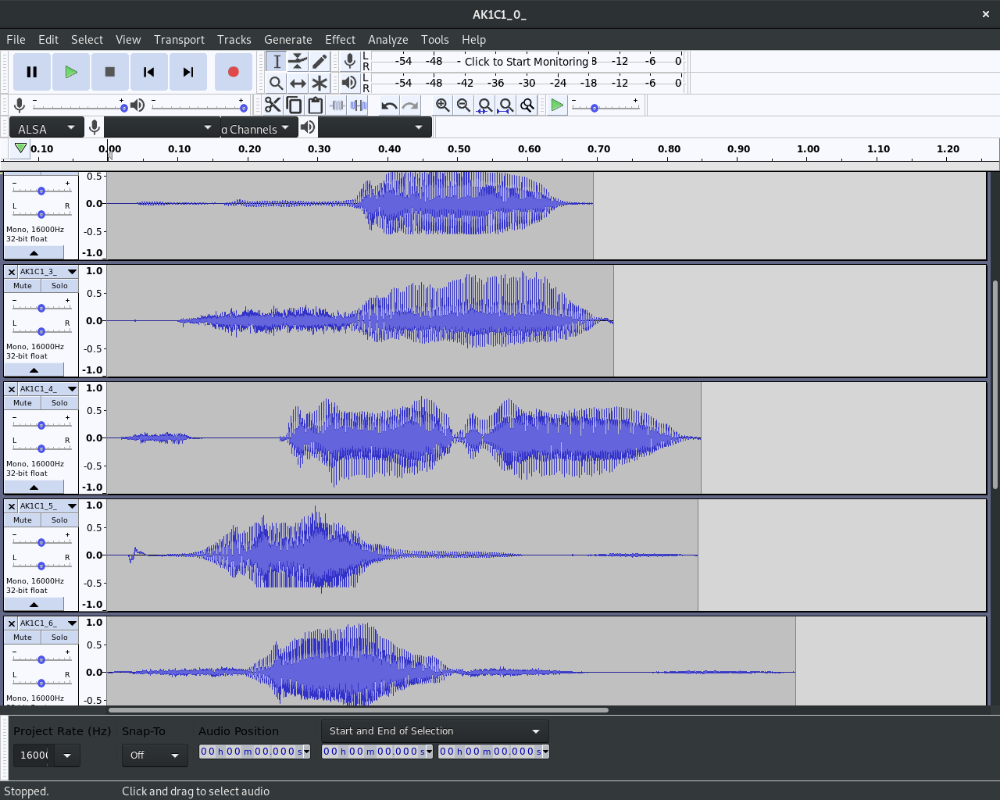 AK1C1_0_
File Edit Select View Transport Tracks Generate Effect Analyze Tools Help
L R -54 -48 - Click to Start Monitoring -12 -6 0
L R -54 -48 -42 -36 -30 -24 -18 -12 -6 0
ALSA a Channels
0.10 0.00 0.10 0.20 0.30 0.40 0.50 0.60 0.70 0.80 0.90 1.00 1.10 1.20
- +
L R
Mono, 16000Hz
32-bit float
0.5
0.0
-0.5
-1.0
AK1C1_3_
Mute Solo
- +
L R
Mono, 16000Hz
32-bit float
1.0
0.5
0.0
-0.5
-1.0
AK1C1_4_
Mute Solo
- +
L R
Mono, 16000Hz
32-bit float
1.0
0.5
0.0
-0.5
-1.0
AK1C1_5_
Mute Solo
- +
L R
Mono, 16000Hz
32-bit float
1.0
0.5
0.0
-0.5
-1.0
AK1C1_6_
Mute Solo
- +
L R
Mono, 16000Hz
1.0
0.5
0.0
-0.5
Project Rate (Hz) Snap-To Audio Position Start and End of Selection
1600 Off 00 h 00 m 00.000 s 00 h 00 m 00.000 s 00 h 00 m 00.000 s
Stopped. Click and drag to select audio